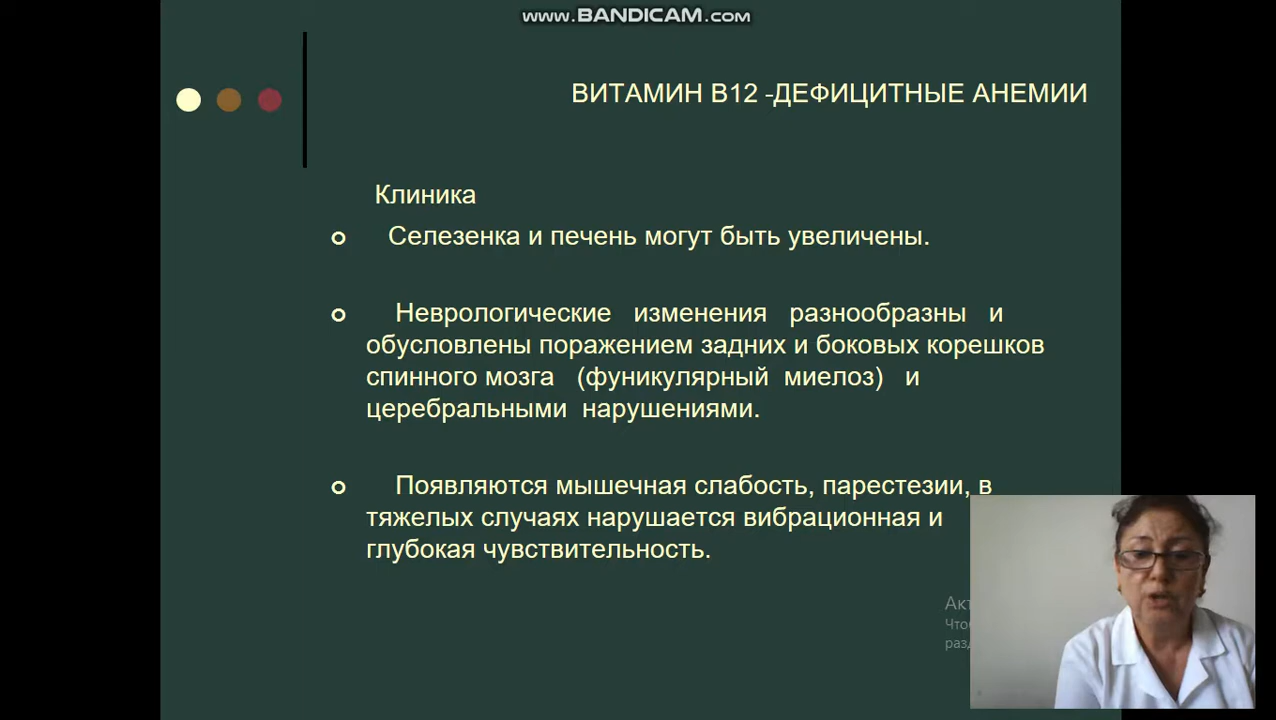 www.BANDICAM.com
ВИТАМИН В12 -ДЕФИЦИТНЫЕ АНЕМИИ
Клиника
Селезенка и печень могут быть увеличены.
Неврологические изменения разнообразны и
обусловлены поражением задних и боковых корешков
спинного мозга (фуникулярный миелоз) и
церебральными нарушениями.
Появляются мышечная слабость, парестезии, в
тяжелых случаях нарушается вибрационная и
глубокая чувствительность.